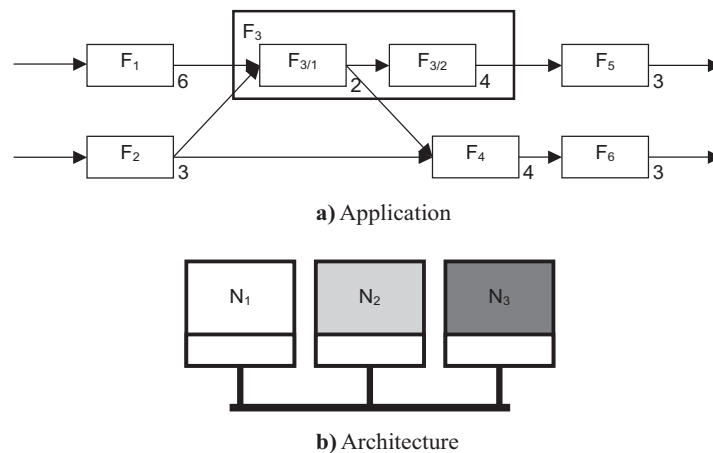 F3
F1
6
F3/1
2
F3/2
4
F5
3
F2
3
F4
4
F6
3
a) Application
N1
N2
N3
b) Architecture